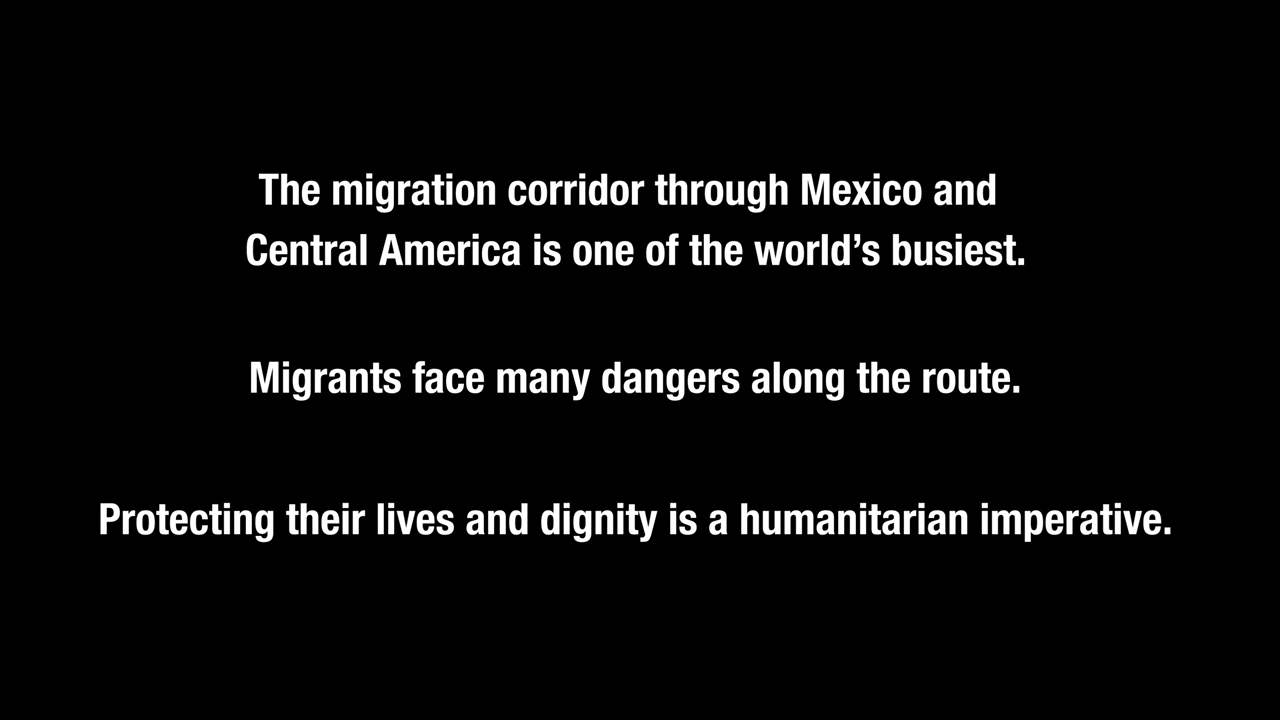 The migration corridor through Mexico and
Central America is one of the world’s busiest.
Migrants face many dangers along the route.
Protecting their lives and dignity is a humanitarian imperative.